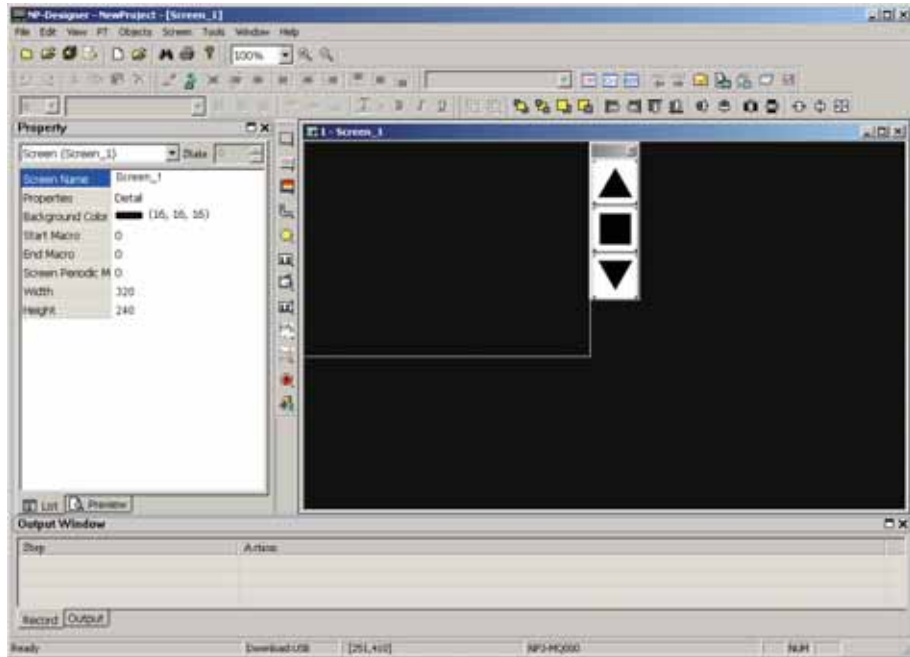 NP-Designer - NewProject - [Screen_1]
File Edit View PT Objects Screen Tools Window Help
100%
Property
Screen (Screen_1) State 0
Screen Name Screen_1
Properties Detail
Background Color (16, 16, 16)
Start Macro 0
End Macro 0
Screen Periodic M 0
Width 320
Height 240
List Preview
1 - Screen_1
Output Window
Step Action
Record Output
Ready Download:USB [251,410] NP3-MQ000 NUM